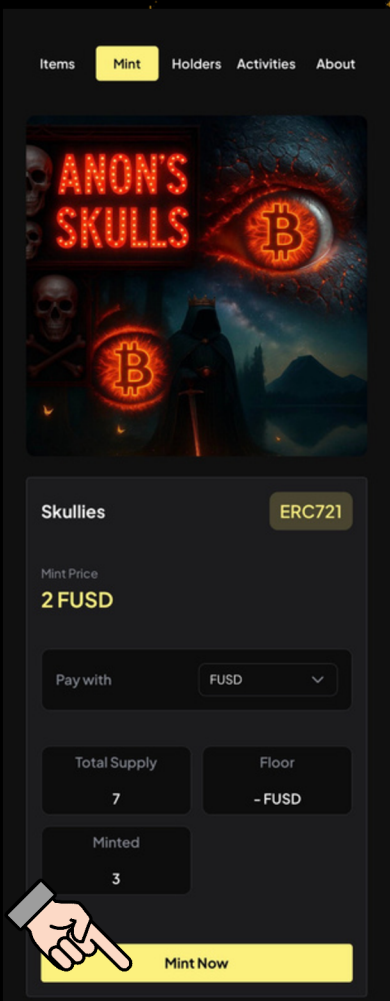 Items Mint Holders Activities About
ANON'S
SKULLS
Skullies ERC721
Mint Price
2 FUSD
Pay with FUSD
Total Supply Floor
7 - FUSD
Minted
3
Mint Now